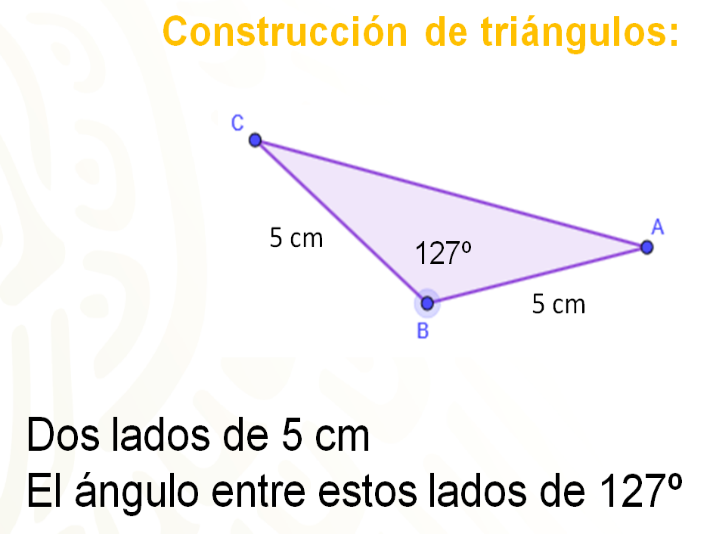 Construcción de triángulos:
C
A
5 cm
127º
5 cm
B
Dos lados de 5 cm
El ángulo entre estos lados de 127º